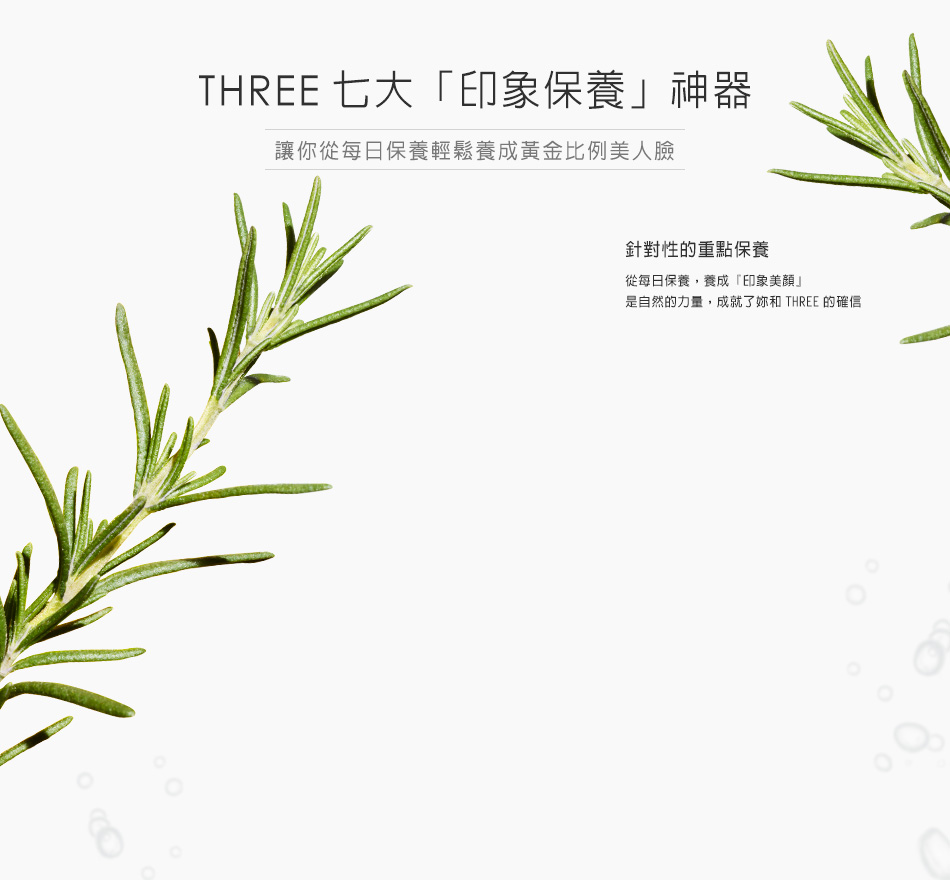 THREE 七大「印象保養」神器
讓你從每日保養輕鬆養成黃金比例美人臉
針對性的重點保養
從每日保養，養成『印象美顏』
是自然的力量，成就了妳和 THREE 的確信